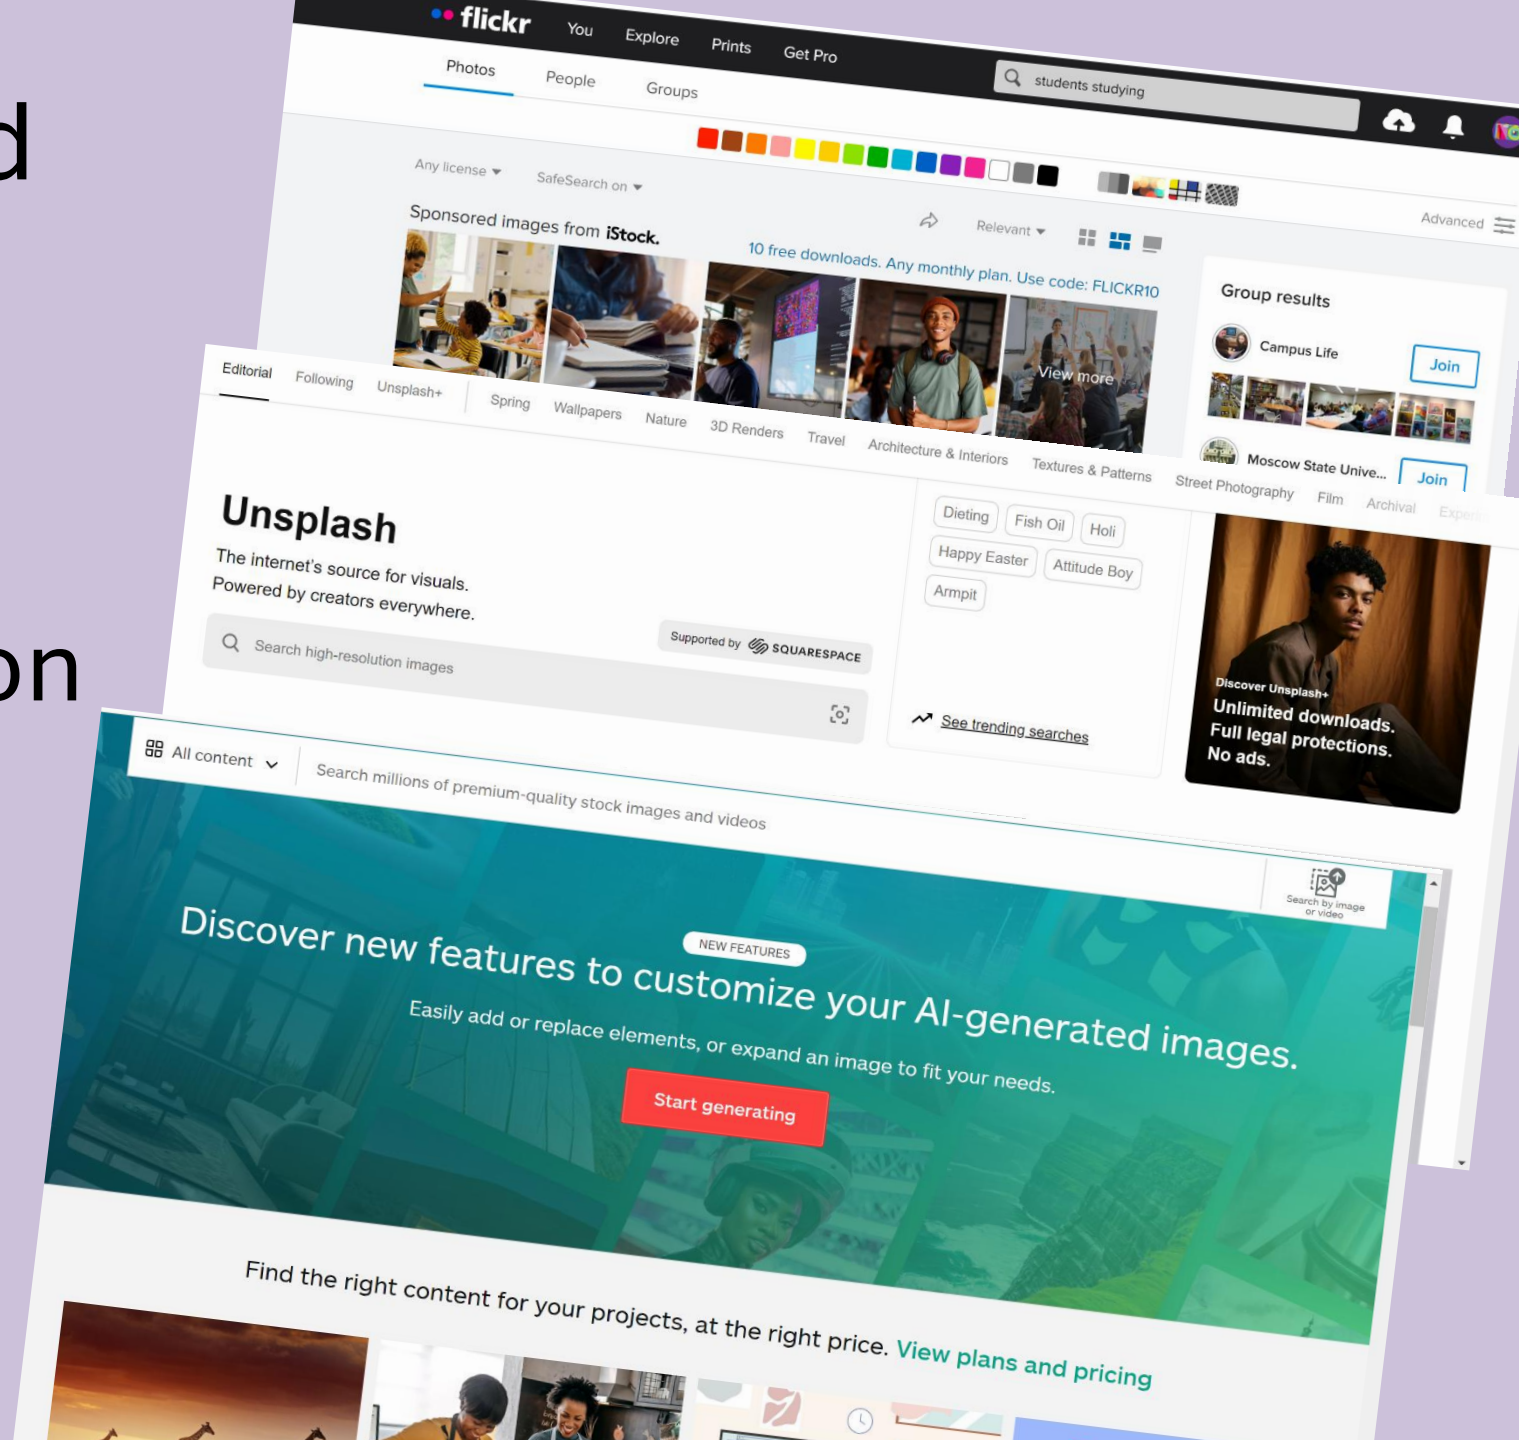 d
on
flickr
You Explore Prints Get Pro
students studying
Photos People Groups
Any license SafeSearch on
Relevant
Advanced
Sponsored images from iStock.
10 free downloads. Any monthly plan. Use code: FLICKR10
View more
Group results
Campus Life
Join
Moscow State Unive...
Join
Editorial Following Unsplash+ Spring Wallpapers Nature 3D Renders Travel Architecture & Interiors Textures & Patterns Street Photography Film Archival
Unsplash
The internet's source for visuals.
Powered by creators everywhere.
Supported by SQUARESPACE
Search high-resolution images
Dieting Fish Oil Holi
Happy Easter Attitude Boy
Armpit
See trending searches
Discover Unsplash+
Unlimited downloads.
Full legal protections.
No ads.
All content
Search millions of premium-quality stock images and videos
Search by image
or video
NEW FEATURES
Discover new features to customize your AI-generated images.
Easily add or replace elements, or expand an image to fit your needs.
Start generating
Find the right content for your projects, at the right price. View plans and pricing